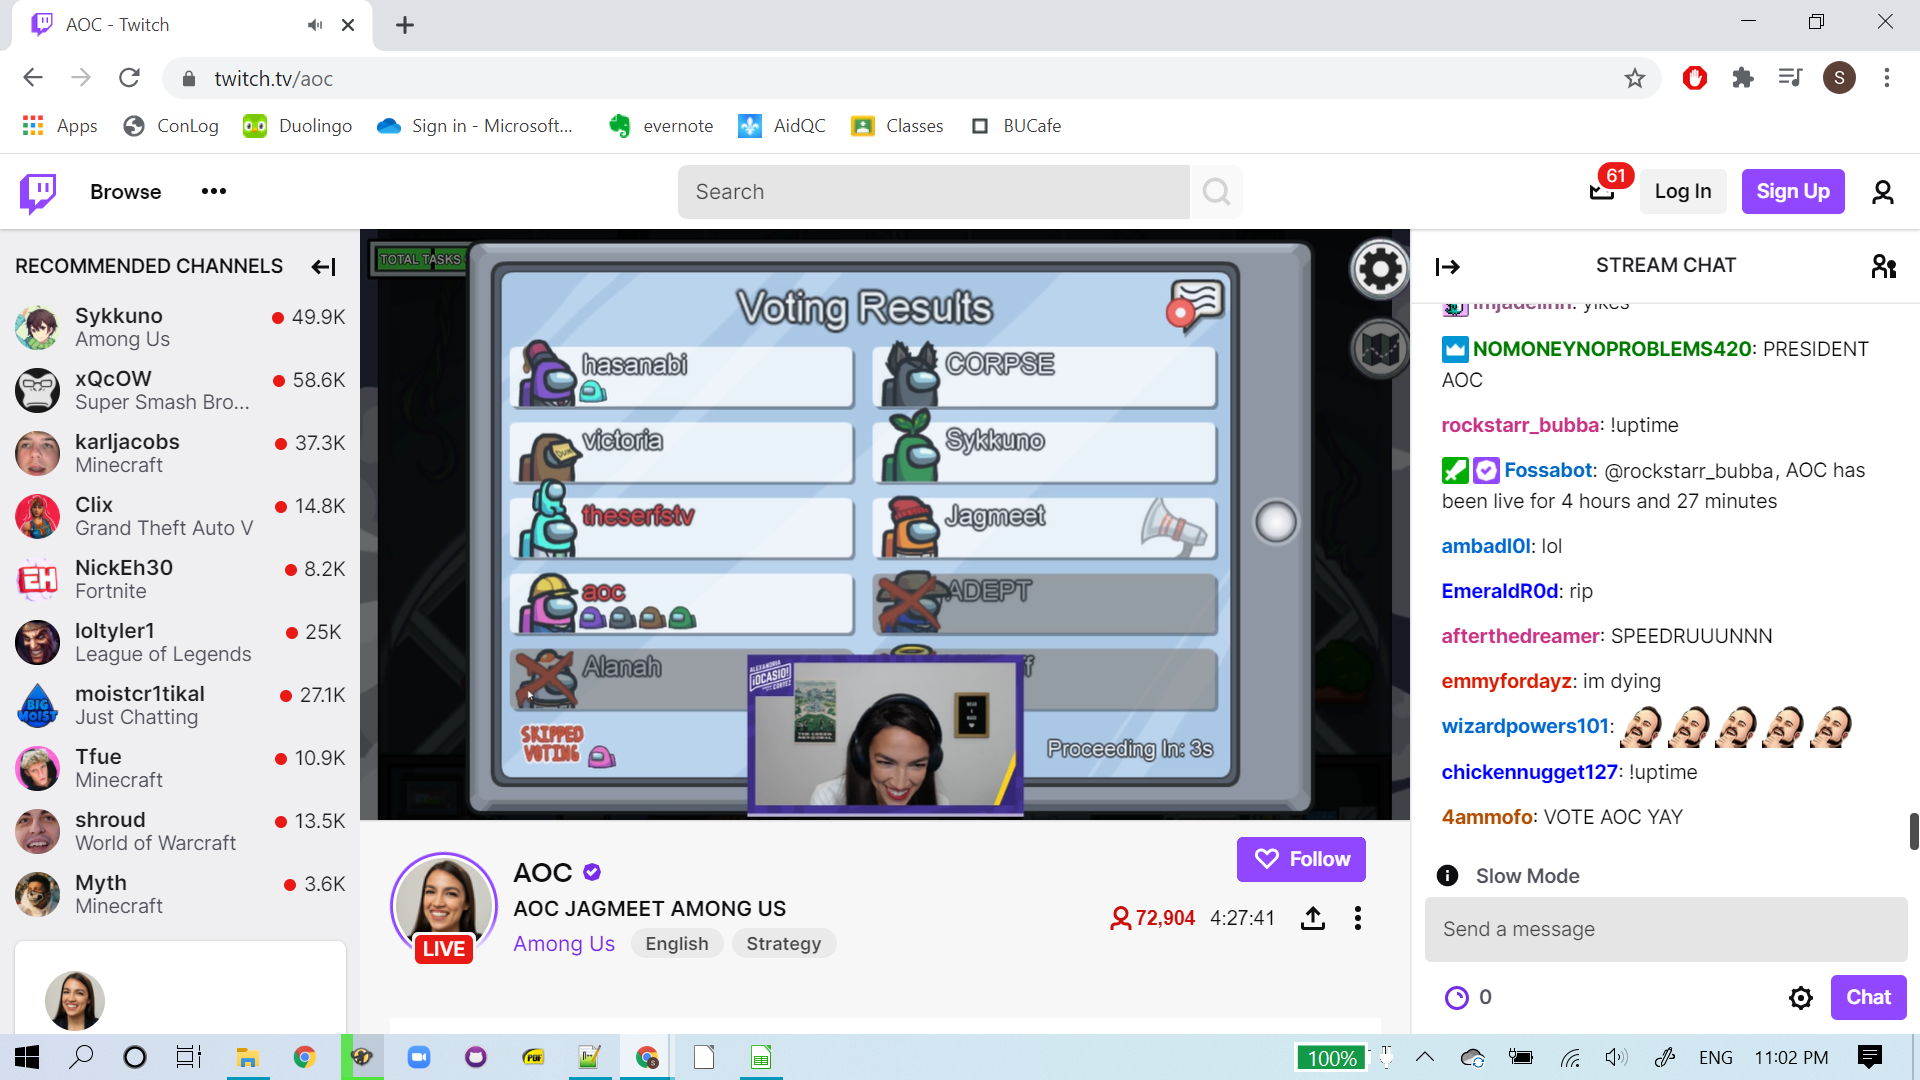 AOC - Twitch
twitch.tv/aoc
S
Apps
ConLog
Duolingo
Sign in - Microsoft...
evernote
AidQC
Classes
BUCafe
Browse
Search
61
Log In
Sign Up
RECOMMENDED CHANNELS
Sykkuno
49.9K
Among Us
xQcOW
58.6K
Super Smash Bro...
karljacobs
37.3K
Minecraft
Clix
14.8K
Grand Theft Auto V
NickEh30
8.2K
Fortnite
loltyler1
25K
League of Legends
moistcr1tikal
27.1K
Just Chatting
Tfue
10.9K
Minecraft
shroud
13.5K
World of Warcraft
Myth
3.6K
Minecraft
EH
BIG
MOIST
TOTAL TASKS
Voting Results
hasanabi
CORPSE
victoria
DUM
Sykkuno
theserfstv
Jagmeet
aoc
ADEPT
Alanah
SKIPPED
VOTING
Proceeding In: 3s
ALEXANDRIA
¡OCASIO!
AOC
AOC JAGMEET AMONG US
Among Us
English
Strategy
LIVE
Follow
72,904
4:27:41
STREAM CHAT
imjadelinn: yikes
NOMONEYNOPROBLEMS420: PRESIDENT
AOC
rockstarr_bubba: !uptime
Fossabot: @rockstarr_bubba, AOC has
been live for 4 hours and 27 minutes
ambadl0l: lol
EmeraldR0d: rip
afterthedreamer: SPEEDRUUUNNN
emmyfordayz: im dying
wizardpowers101:
chickennugget127: !uptime
4ammofo: VOTE AOC YAY
Slow Mode
Send a message
0
Chat
PDF
100%
ENG
11:02 PM